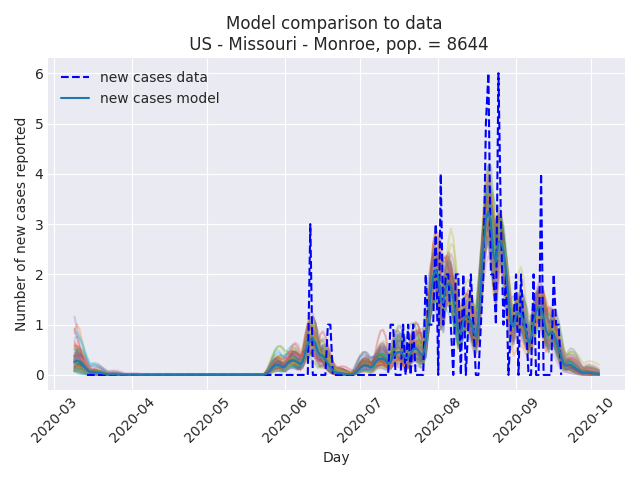 Model comparison to data
US - Missouri - Monroe, pop. = 8644
new cases data
new cases model
Number of new cases reported
6
5
4
3
2
1
0
2020-03
2020-04
2020-05
2020-06
2020-07
2020-08
2020-09
2020-10
Day